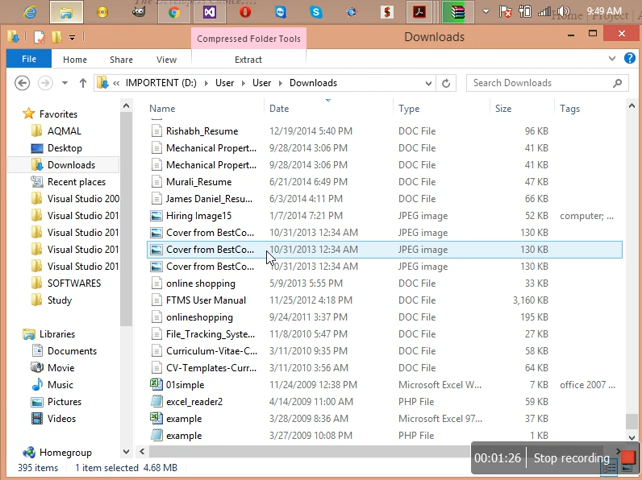 9:49 AM
Home Project
Compressed Folder Tools
Downloads
File Home Share View Extract
IMPORTENT (D:) User User Downloads
Search Downloads
Name Date Type Size Tags
Favorites
AQMAL
Desktop
Downloads
Recent places
Visual Studio 200
Visual Studio 201
Visual Studio 201
Visual Studio 201
Visual Studio 201
SOFTWARES
Study
Libraries
Documents
Movie
Music
Pictures
Videos
Homegroup
Rishabh_Resume 12/19/2014 5:40 PM DOC File 96 KB
Mechanical Propert... 9/28/2014 3:06 PM DOC File 41 KB
Mechanical Propert... 9/28/2014 3:06 PM DOC File 41 KB
Murali_Resume 6/21/2014 6:49 PM DOC File 47 KB
James Daniel_Resu... 6/3/2014 4:11 PM DOC File 66 KB
Hiring Image15 1/7/2014 7:21 PM JPEG image 52 KB computer; ...
Cover from BestCo... 10/31/2013 12:34 AM JPEG image 130 KB
Cover from BestCo... 10/31/2013 12:34 AM JPEG image 130 KB
Cover from BestCo... 10/31/2013 12:34 AM JPEG image 130 KB
online shopping 5/9/2013 5:55 PM DOC File 33 KB
FTMS User Manual 11/25/2012 4:18 PM DOC File 3,160 KB
onlineshopping 9/24/2011 3:37 PM DOC File 195 KB
File_Tracking_Syste... 11/8/2010 5:47 PM DOC File 27 KB
Curriculum-Vitae-C... 3/11/2010 9:35 PM DOC File 58 KB
CV-Templates-Curr... 3/11/2010 2:48 PM DOC File 64 KB
01simple 11/24/2009 12:38 PM Microsoft Excel W... 7 KB office 2007 ...
excel_reader2 4/14/2009 11:00 AM PHP File 59 KB
example 3/28/2009 8:36 AM Microsoft Excel 97... 37 KB
example 3/27/2009 10:08 PM PHP File 1 KB
395 items 1 item selected 4.68 MB
00:01:26 Stop recording